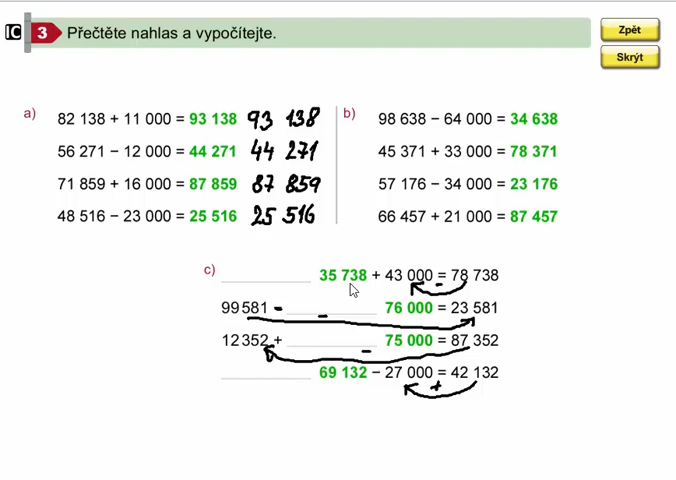 3 Přečtěte nahlas a vypočítejte.
Zpět
Skrýt
a)
82 138 + 11 000 = 93 138 93 138
56 271 − 12 000 = 44 271 44 271
71 859 + 16 000 = 87 859 87 859
48 516 − 23 000 = 25 516 25 516
b)
98 638 − 64 000 = 34 638
45 371 + 33 000 = 78 371
57 176 − 34 000 = 23 176
66 457 + 21 000 = 87 457
c)
35 738 + 43 000 = 78 738
-
99 581 - 76 000 = 23 581
-
12 352 + 75 000 = 87 352
-
69 132 − 27 000 = 42 132
+